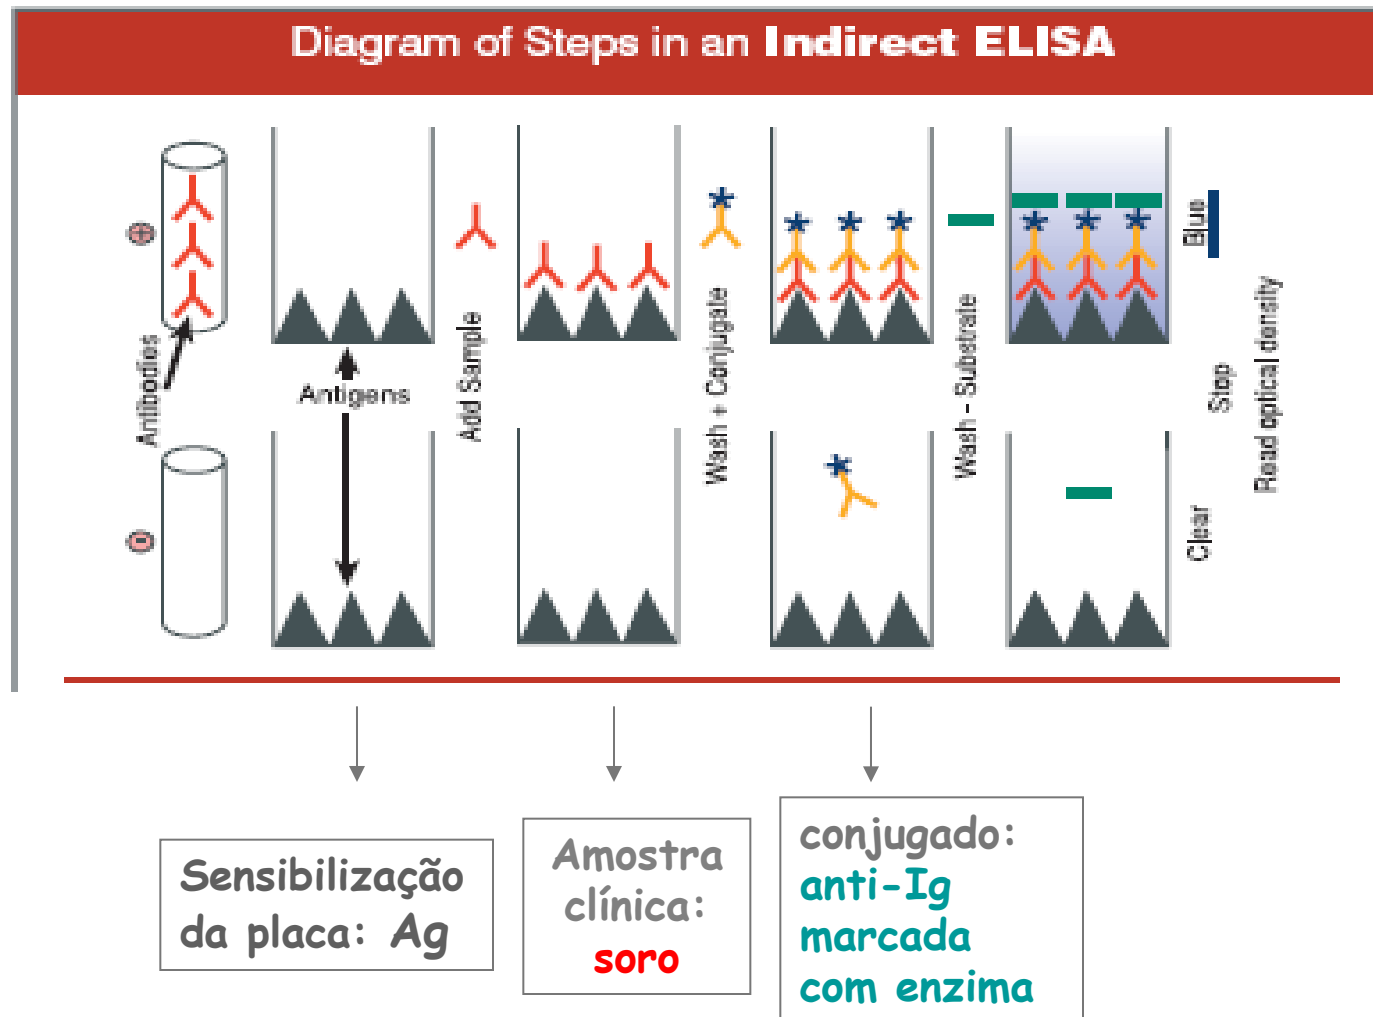 Diagram of Steps in an Indirect ELISA
+
Antibodies
Antigens
Add Sample
Wash + Conjugate
Wash - Substrate
Blue
Stop
Read optical density
-
Clear
Sensibilização
da placa: Ag
Amostra
clínica:
soro
conjugado:
anti-Ig
marcada
com enzima